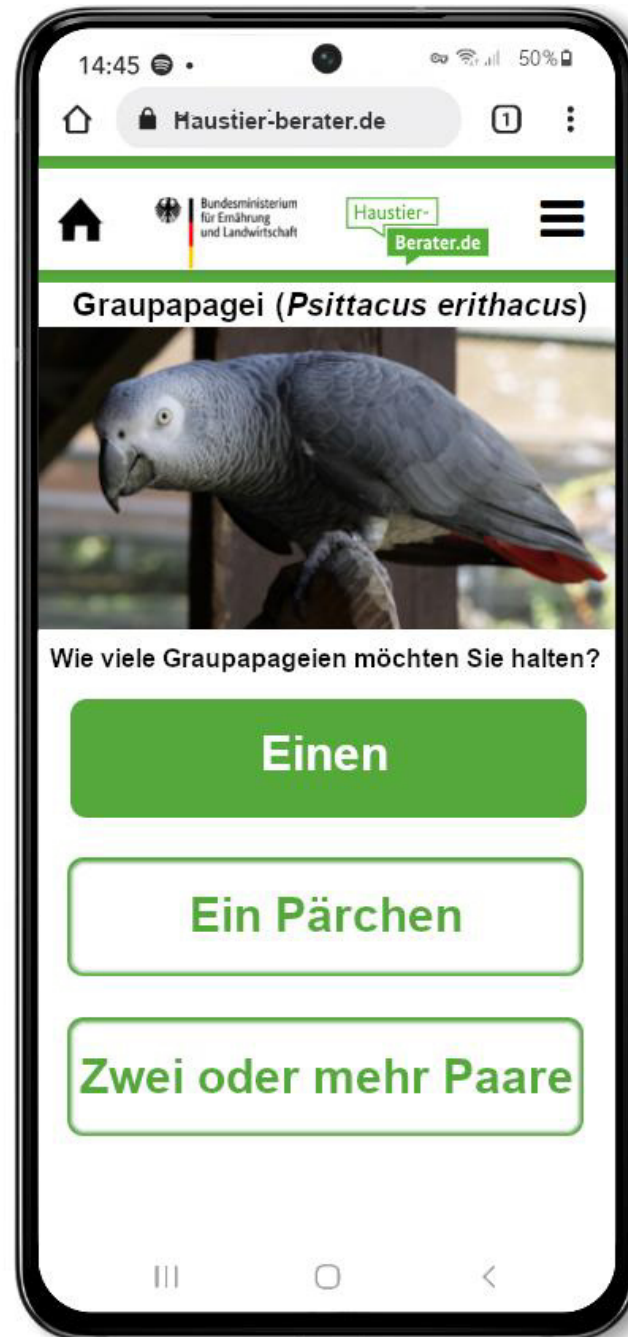 14:45
50%
Haustier-berater.de
1
Bundesministerium
für Ernährung
und Landwirtschaft
Haustier-
Berater.de
Graupapagei (Psittacus erithacus)
Wie viele Graupapageien möchten Sie halten?
Einen
Ein Pärchen
Zwei oder mehr Paare